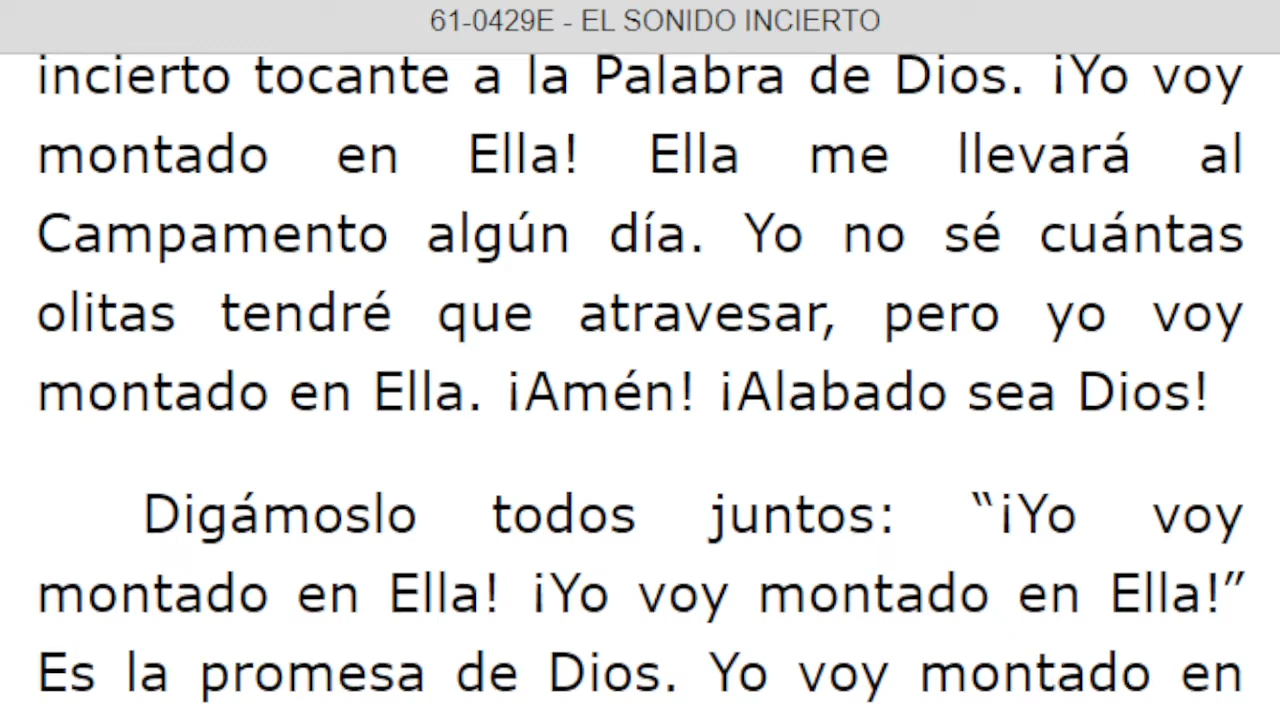 61-0429E - EL SONIDO INCIERTO
incierto tocante a la Palabra de Dios. ¡Yo voy
montado en Ella! Ella me llevará al
Campamento algún día. Yo no sé cuántas
olitas tendré que atravesar, pero yo voy
montado en Ella. ¡Amén! ¡Alabado sea Dios!
Digámoslo todos juntos: “¡Yo voy
montado en Ella! ¡Yo voy montado en Ella!”
Es la promesa de Dios. Yo voy montado en